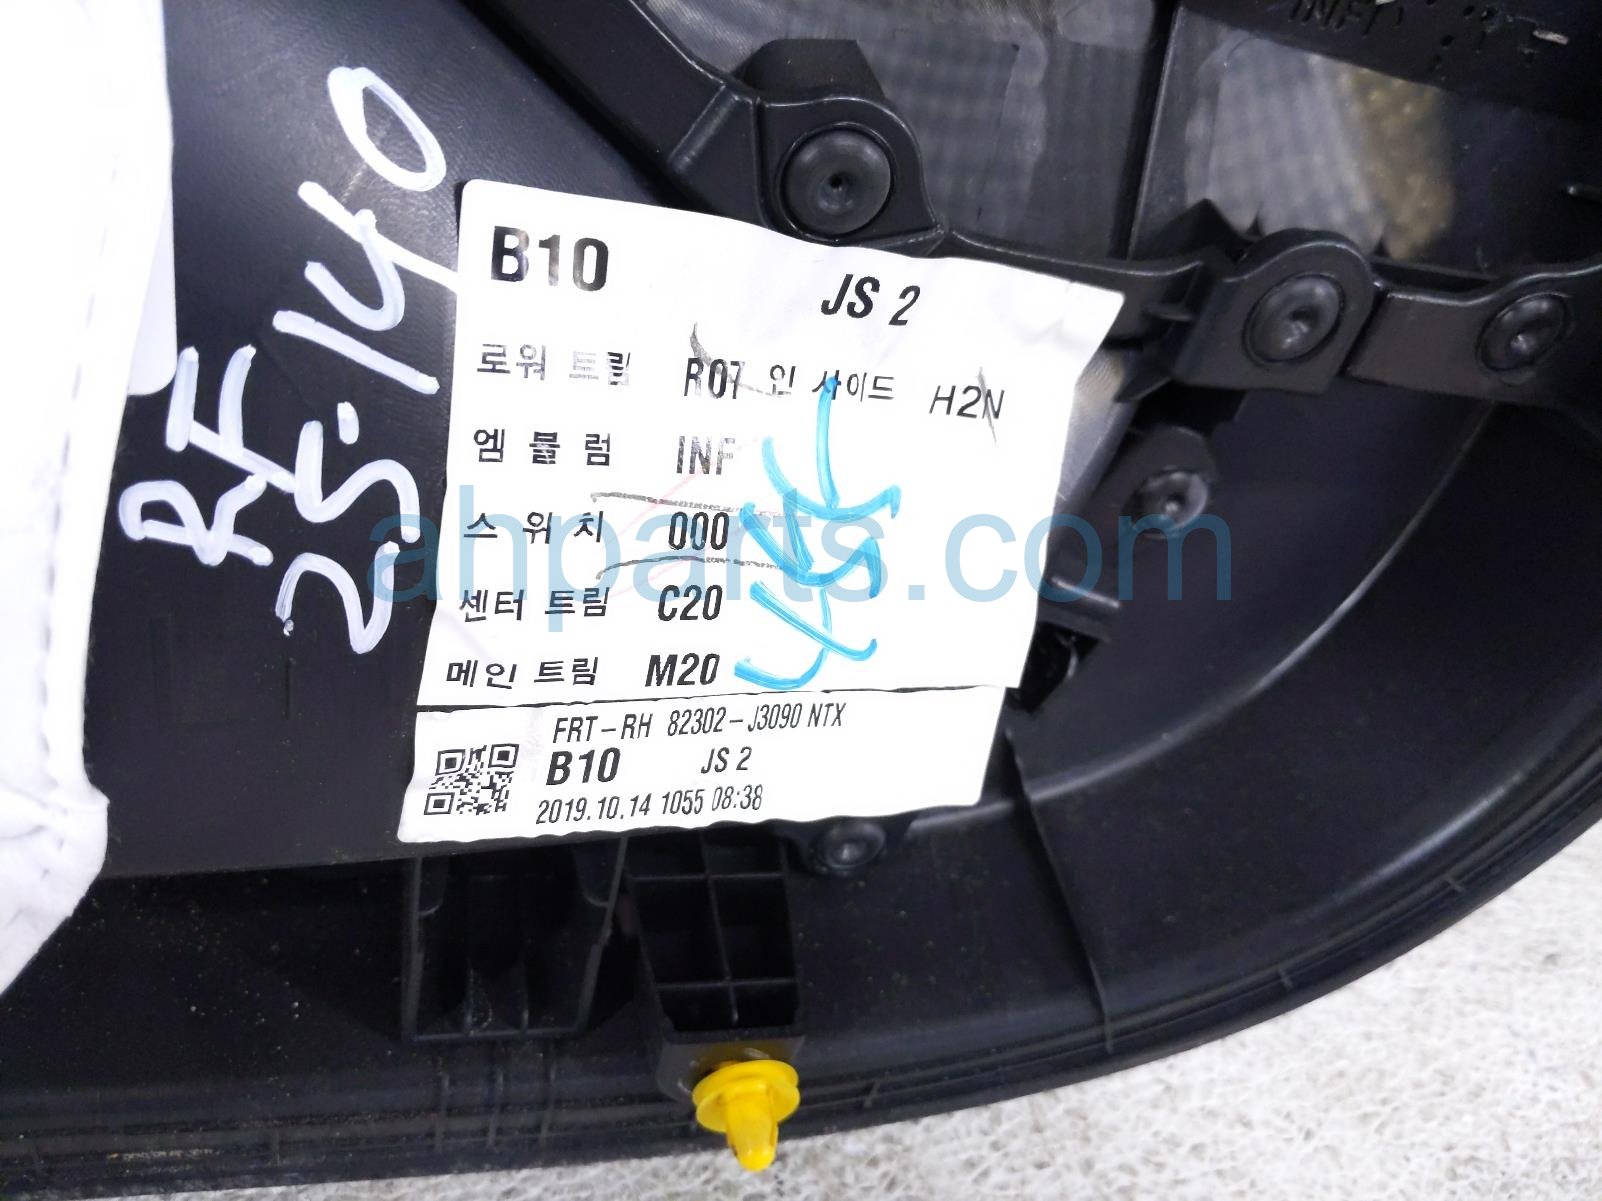 B10
JS 2
로워 트림 R07 인 사이드 H2N
엠 블 럼 INF
스 위 치 000
센터 트림 C20
메인 트림 M20
FRT-RH 82302-J3090 NTX
B10 JS 2
2019.10.14 1055 08:38
RF
25.140
ahparts.com